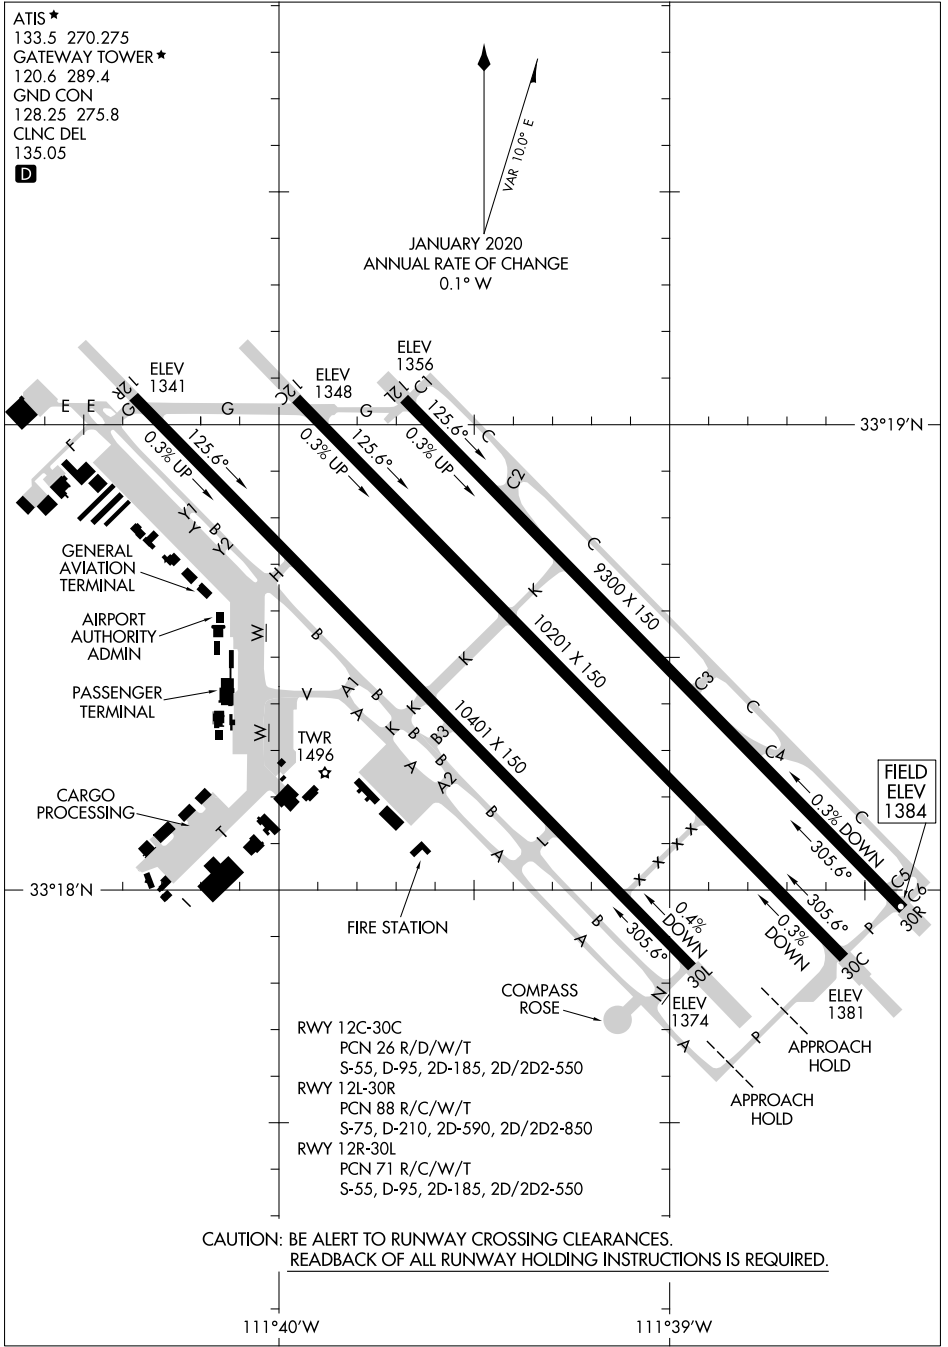 ATIS ★
133.5 270.275
GATEWAY TOWER ★
120.6 289.4
GND CON
128.25 275.8
CLNC DEL
135.05
D
VAR 10.0° E
JANUARY 2020
ANNUAL RATE OF CHANGE
0.1° W
ELEV
1341
ELEV
1348
ELEV
1356
12R
12C
12L
C1
E E G G G
33°19'N
F
0.3% UP
125.6°
0.3% UP
125.6°
0.3% UP
125.6°
C
C2
C
Y1
Y
B
Y2
H
K
GENERAL
AVIATION
TERMINAL
9300 X 150
AIRPORT
AUTHORITY
ADMIN
W
B
K
10201 X 150
C3
PASSENGER
TERMINAL
V
A1
B
A
K
K
B
B3
10401 X 150
C
W
TWR
1496
A
B
A2
C4
FIELD
ELEV
1384
CARGO
PROCESSING
T
B
L
A
X X X X
0.3% DOWN
305.6°
C
C5
C6
30R
33°18'N
FIRE STATION
B
A
0.4%
DOWN
305.6°
30L
0.3%
DOWN
305.6°
30C
P
COMPASS
ROSE
N
ELEV
1374
A
P
ELEV
1381
APPROACH
HOLD
APPROACH
HOLD
RWY 12C-30C
PCN 26 R/D/W/T
S-55, D-95, 2D-185, 2D/2D2-550
RWY 12L-30R
PCN 88 R/C/W/T
S-75, D-210, 2D-590, 2D/2D2-850
RWY 12R-30L
PCN 71 R/C/W/T
S-55, D-95, 2D-185, 2D/2D2-550
CAUTION: BE ALERT TO RUNWAY CROSSING CLEARANCES.
READBACK OF ALL RUNWAY HOLDING INSTRUCTIONS IS REQUIRED.
111°40'W
111°39'W